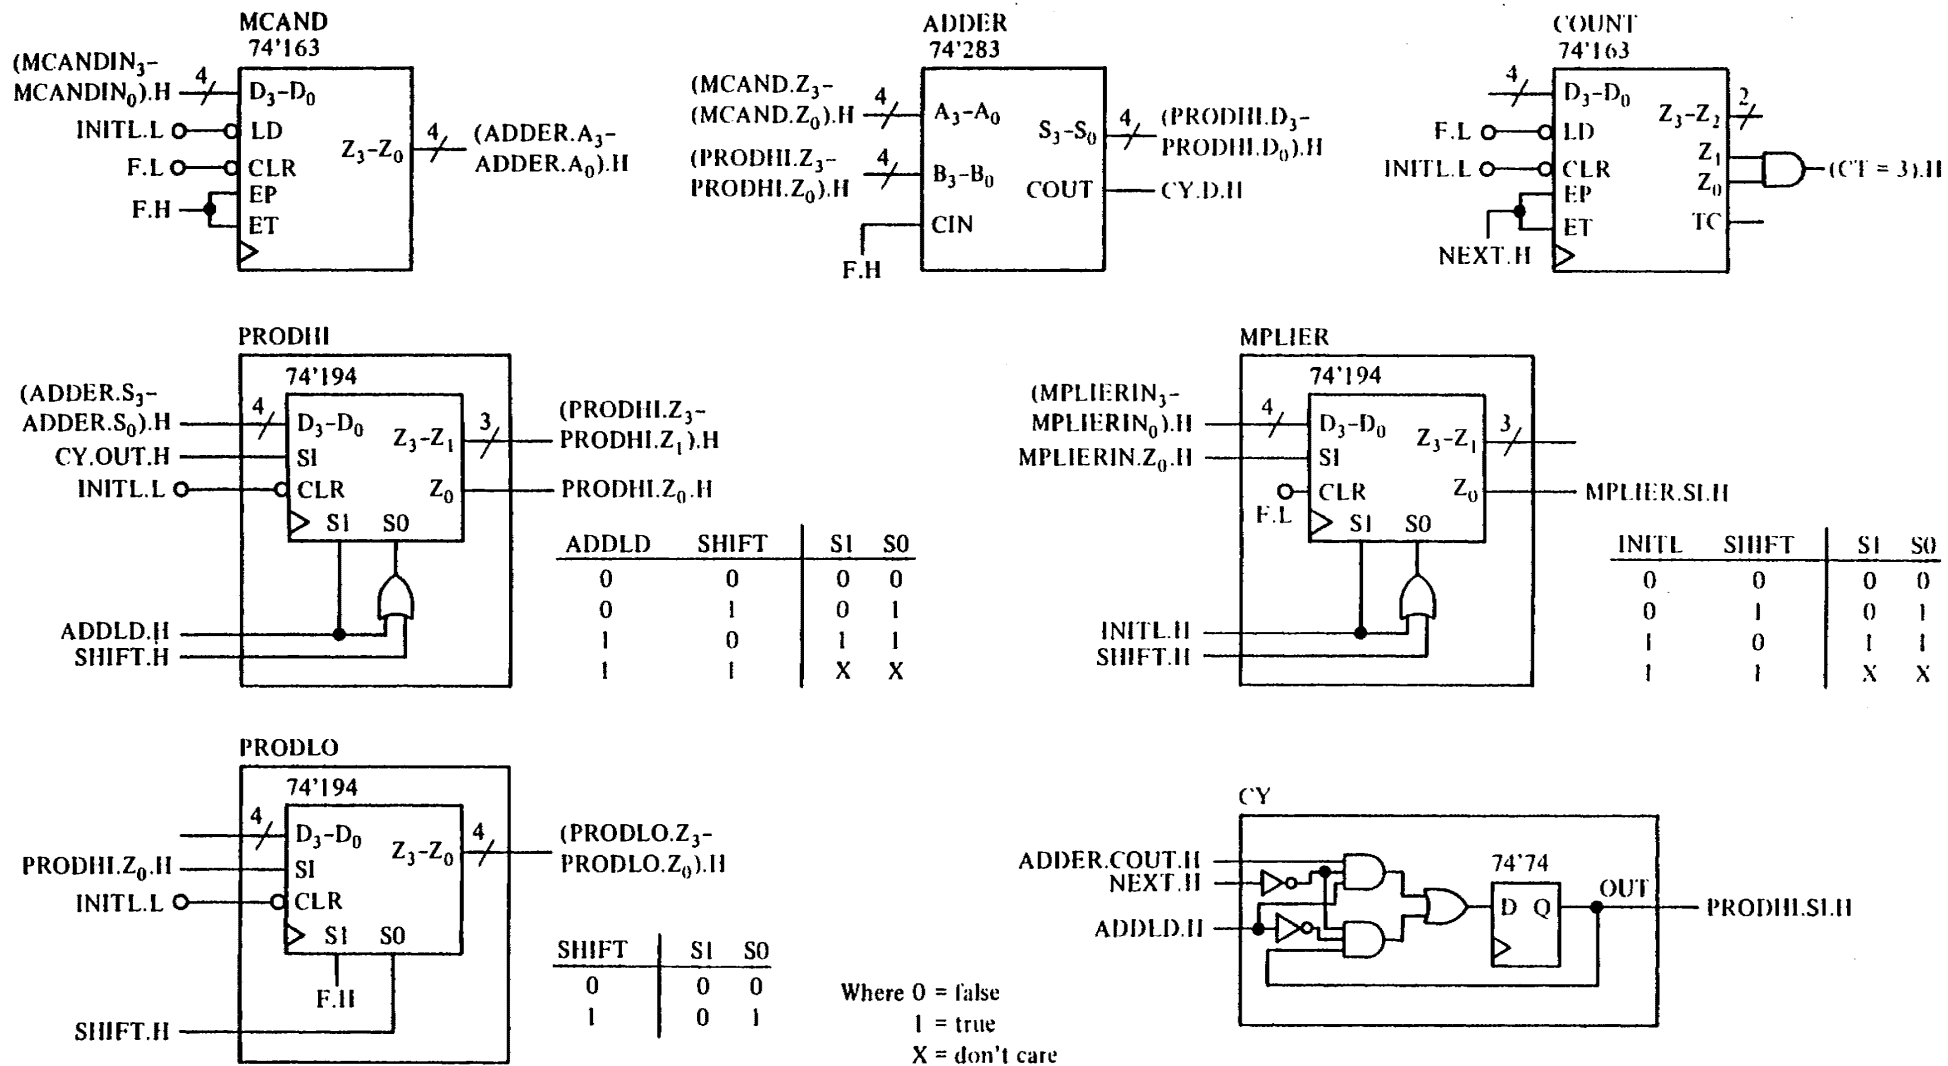 MCAND
74'163
(MCANDIN₃–
MCANDIN₀).H
4
D₃–D₀
INITL.L
LD
F.L
CLR
F.H
EP
ET
Z₃–Z₀
4
(ADDER.A₃–
ADDER.A₀).H
ADDER
74'283
(MCAND.Z₃–
(MCAND.Z₀).H
4
A₃–A₀
(PRODHI.Z₃–
PRODHI.Z₀).H
4
B₃–B₀
CIN
F.H
S₃–S₀
4
(PRODHI.D₃–
PRODHI.D₀).H
COUT
CY.D.H
COUNT
74'163
4
D₃–D₀
F.L
LD
INITL.L
CLR
EP
ET
NEXT.H
Z₃–Z₂
2
Z₁
Z₀
(CT = 3).H
TC
PRODHI
74'194
(ADDER.S₃–
ADDER.S₀).H
4
D₃–D₀
CY.OUT.H
SI
INITL.L
CLR
S1 S0
Z₃–Z₁
3
(PRODHI.Z₃–
PRODHI.Z₁).H
Z₀
PRODHI.Z₀.H
ADDLD.H
SHIFT.H
ADDLD SHIFT S1 S0
0 0 0 0
0 1 0 1
1 0 1 1
1 1 X X
MPLIER
74'194
(MPLIERIN₃–
MPLIERIN₀).H
4
D₃–D₀
MPLIERIN.Z₀.H
SI
F.L
CLR
S1 S0
Z₃–Z₁
3
Z₀
MPLIER.SI.H
INITL.H
SHIFT.H
INITL SHIFT S1 S0
0 0 0 0
0 1 0 1
1 0 1 1
1 1 X X
PRODLO
74'194
4
D₃–D₀
PRODHI.Z₀.H
SI
INITL.L
CLR
S1 S0
F.H
SHIFT.H
Z₃–Z₀
4
(PRODLO.Z₃–
PRODLO.Z₀).H
SHIFT S1 S0
0 0 0
1 0 1
Where 0 = false
1 = true
X = don't care
CY
ADDER.COUT.H
NEXT.H
ADDLD.H
74'74
D Q
OUT
PRODHI.SI.H